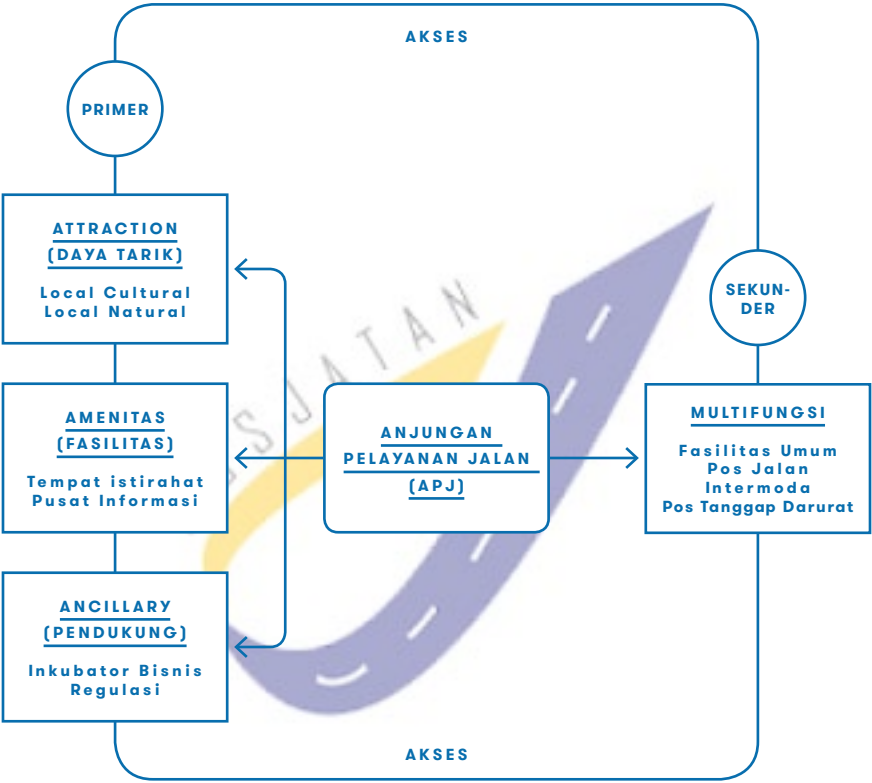 AKSES
PRIMER
ATTRACTION
(DAYA TARIK)
Local Cultural
Local Natural
AMENITAS
(FASILITAS)
Tempat istirahat
Pusat Informasi
ANCILLARY
(PENDUKUNG)
Inkubator Bisnis
Regulasi
ANJUNGAN
PELAYANAN JALAN
(APJ)
SEKUN-
DER
MULTIFUNGSI
Fasilitas Umum
Pos Jalan
Intermoda
Pos Tanggap Darurat
AKSES